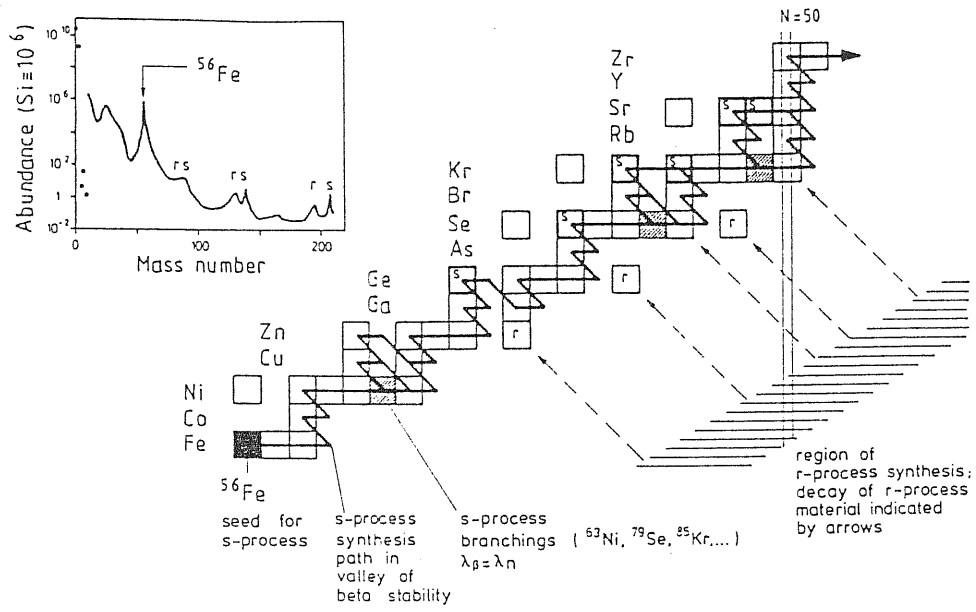 Abundance (Si≡10⁶)
10¹⁰
10⁶
10²
1
10⁻²
⁵⁶Fe
r s
r s
r s
0
100
200
Mass number
N=50
Zr
Y
Sr
Rb
Kr
Br
Se
As
Ge
Ga
Zn
Cu
Ni
Co
Fe
s s
s
s
s
s
r
r
r
⁵⁶Fe
seed for
s-process
s-process
synthesis
path in
valley of
beta stability
s-process
branchings ( ⁶³Ni, ⁷⁹Se, ⁸⁵Kr,....)
λβ=λn
region of
r-process synthesis;
decay of r-process
material indicated
by arrows